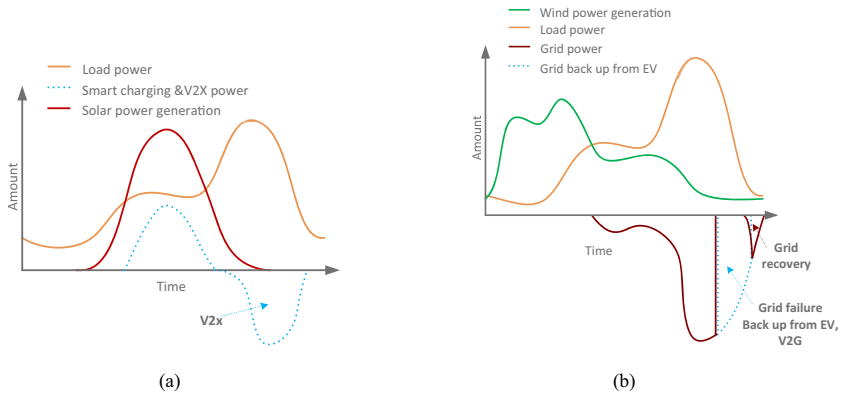 Load power
Smart charging &V2X power
Solar power generation
Amount
Time
V2x
(a)
Wind power generation
Load power
Grid power
Grid back up from EV
Amount
Time
Grid
recovery
Grid failure
Back up from EV,
V2G
(b)